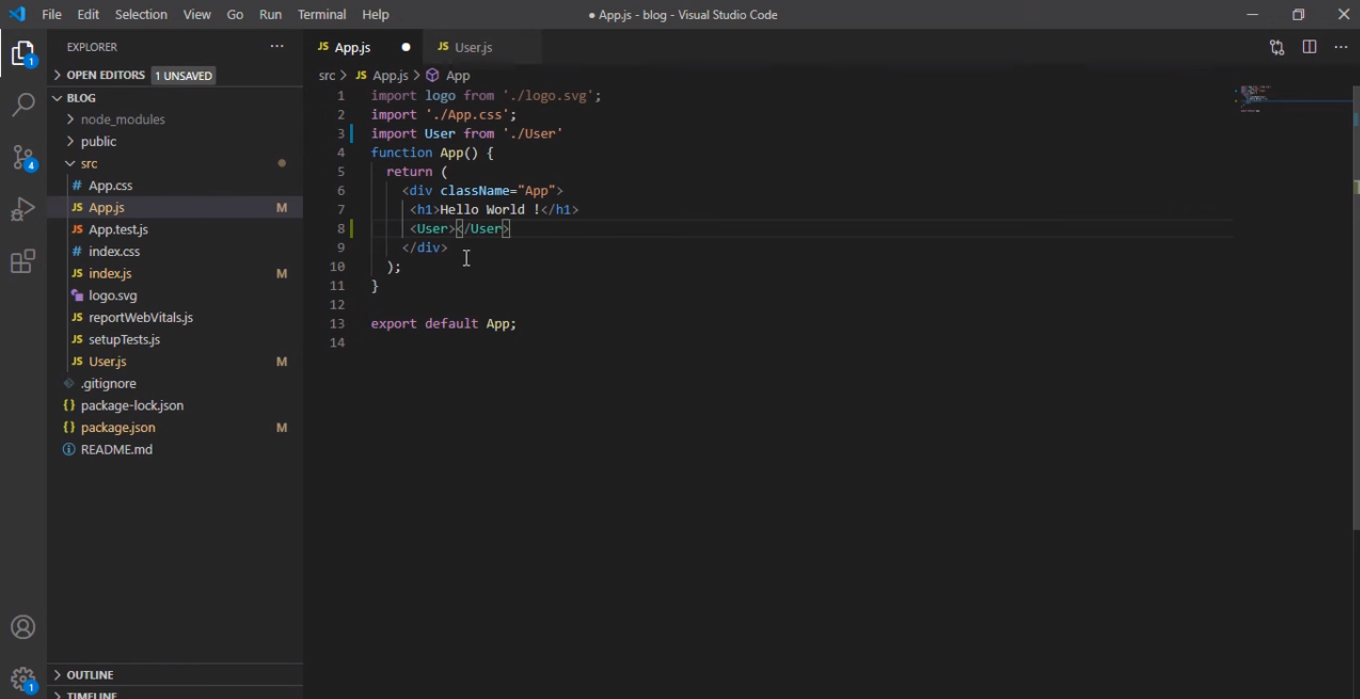 File Edit Selection View Go Run Terminal Help ● App.js - blog - Visual Studio Code
EXPLORER ···
JS App.js ● JS User.js
> OPEN EDITORS 1 UNSAVED
src > JS App.js > App
BLOG
node_modules
public
src
# App.css
JS App.js M
JS App.test.js
# index.css
JS index.js M
logo.svg
JS reportWebVitals.js
JS setupTests.js
JS User.js M
.gitignore
{} package-lock.json
{} package.json M
README.md
OUTLINE
TIMELINE
1
4
1
1 import logo from './logo.svg';
2 import './App.css';
3 import User from './User'
4 function App() {
5 return (
6 <div className="App">
7 <h1>Hello World !</h1>
8 <User></User>
9 </div>
10 );
11 }
12
13 export default App;
14